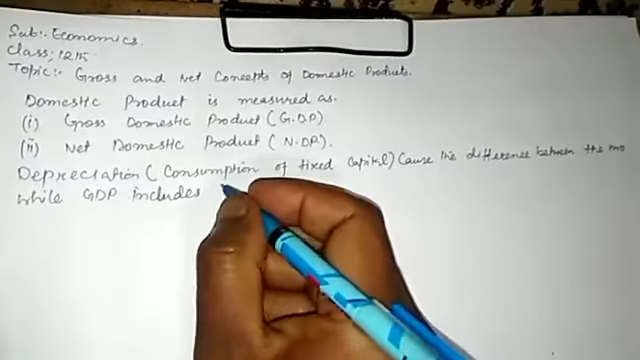 Sub:- Economics.
Class; 12th
Topic:- Gross and Net Concepts of Domestic Products.
Domestic Product is measured as.
(i) Gross Domestic Product (G.D.P)
(ii) Net Domestic Product (N.D.P).
Depreciation (Consumption of fixed Capital) Cause the difference between the two
while GDP includes